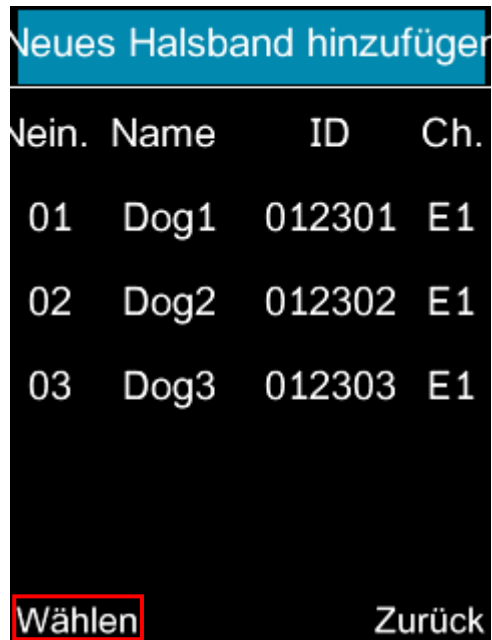 Neues Halsband hinzufügen
Nein. Name ID Ch.
01 Dog1 012301 E1
02 Dog2 012302 E1
03 Dog3 012303 E1
Wählen Zurück